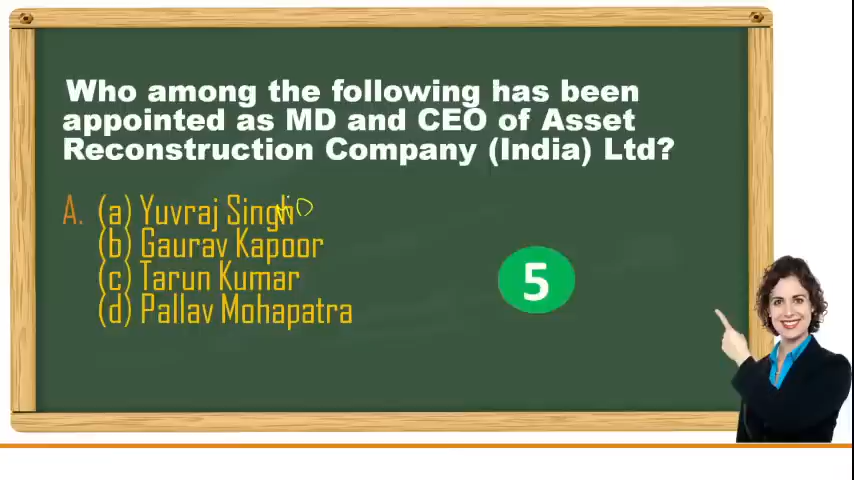 Who among the following has been
appointed as MD and CEO of Asset
Reconstruction Company (India) Ltd?
A. (a) Yuvraj Singh
(b) Gaurav Kapoor
(c) Tarun Kumar
(d) Pallav Mohapatra
5